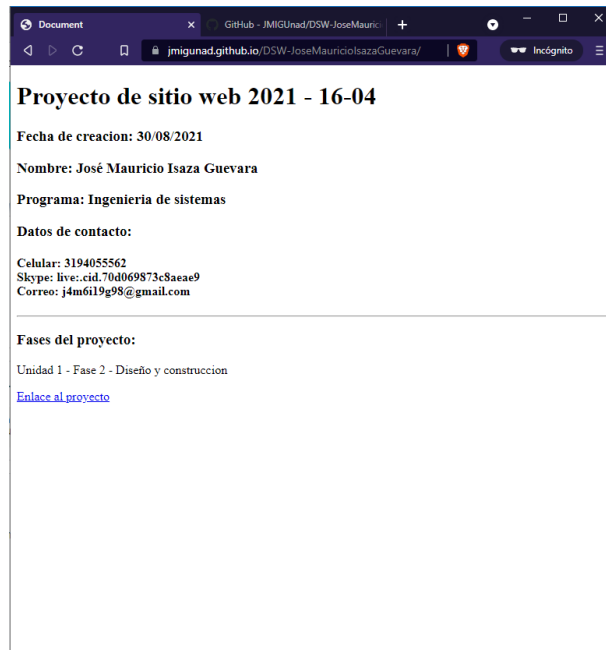 Document
GitHub - JMIGUnad/DSW-JoseMauric
jmigunad.github.io/DSW-JoseMauricioIsazaGuevara/
Incógnito
Proyecto de sitio web 2021 - 16-04
Fecha de creacion: 30/08/2021
Nombre: José Mauricio Isaza Guevara
Programa: Ingenieria de sistemas
Datos de contacto:
Celular: 3194055562
Skype: live:.cid.70d069873c8aeae9
Correo: j4m6i19g98@gmail.com
Fases del proyecto:
Unidad 1 - Fase 2 - Diseño y construccion
Enlace al proyecto